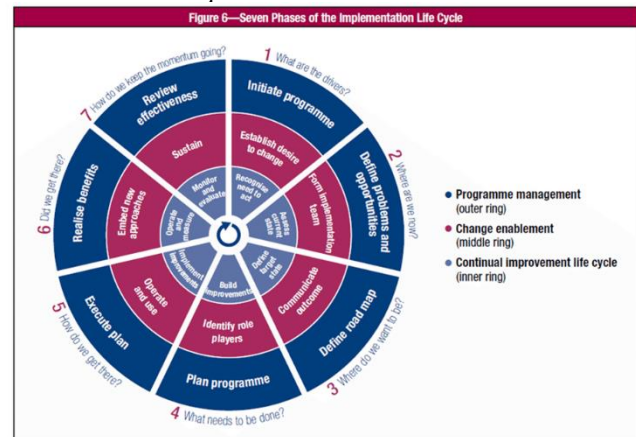 Figure 6—Seven Phases of the Implementation Life Cycle
1 What are the drivers?
Initiate programme
Establish desire
to change
Recognise
need to
act
2 Where are we now?
Define problems and
opportunities
Form implementation
team
Assess
current
state
3 Where do we want to be?
Define road map
Communicate
outcome
Define
target
state
4 What needs to be done?
Plan programme
Identify role
players
Build
improvements
5 How do we get there?
Execute plan
Operate
and use
Implement
improvements
6 Did we get there?
Realise benefits
Embed new
approaches
Operate
and
measure
7 How do we keep the momentum going?
Review
effectiveness
Sustain
Monitor
and
evaluate
• Programme management
(outer ring)
• Change enablement
(middle ring)
• Continual improvement life cycle
(inner ring)